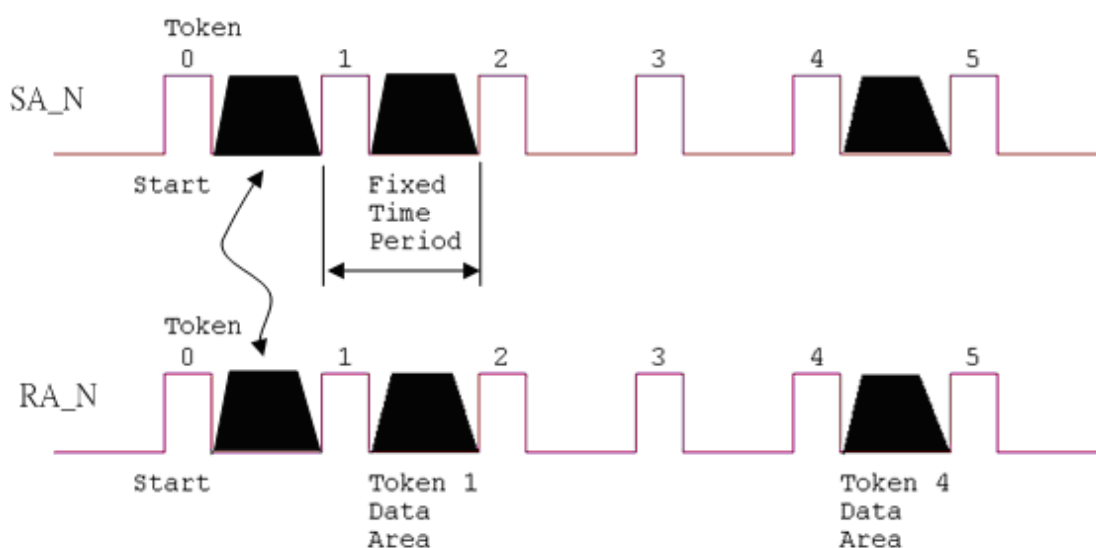 Token
0 1 2 3 4 5
SA_N
Start
Fixed
Time
Period
Token
0 1 2 3 4 5
RA_N
Start
Token 1
Data
Area
Token 4
Data
Area